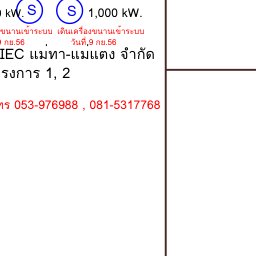 kW. S S 1,000 kW.
ขนานเข้าระบบ เดินเครื่องขนานเข้าระบบ
9 กย.56 วันที่,9 กย.56
IEC แม่ทา-แม่แตง จำกัด
รงการ 1, 2
ทร 053-976988 , 081-5317768